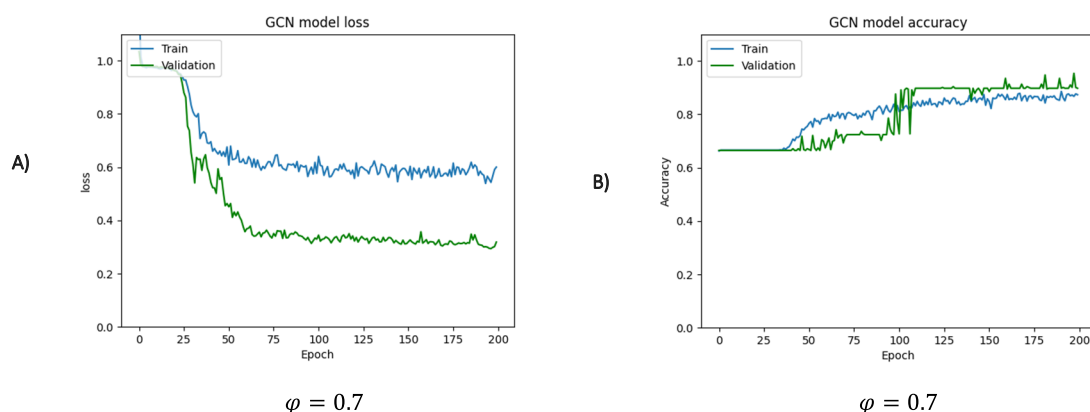 GCN model loss
Train
Validation
1.0
0.8
0.6
0.4
0.2
0.0
loss
0 25 50 75 100 125 150 175 200
Epoch
A)
φ = 0.7
GCN model accuracy
Train
Validation
1.0
0.8
0.6
0.4
0.2
0.0
Accuracy
0 25 50 75 100 125 150 175 200
Epoch
B)
φ = 0.7